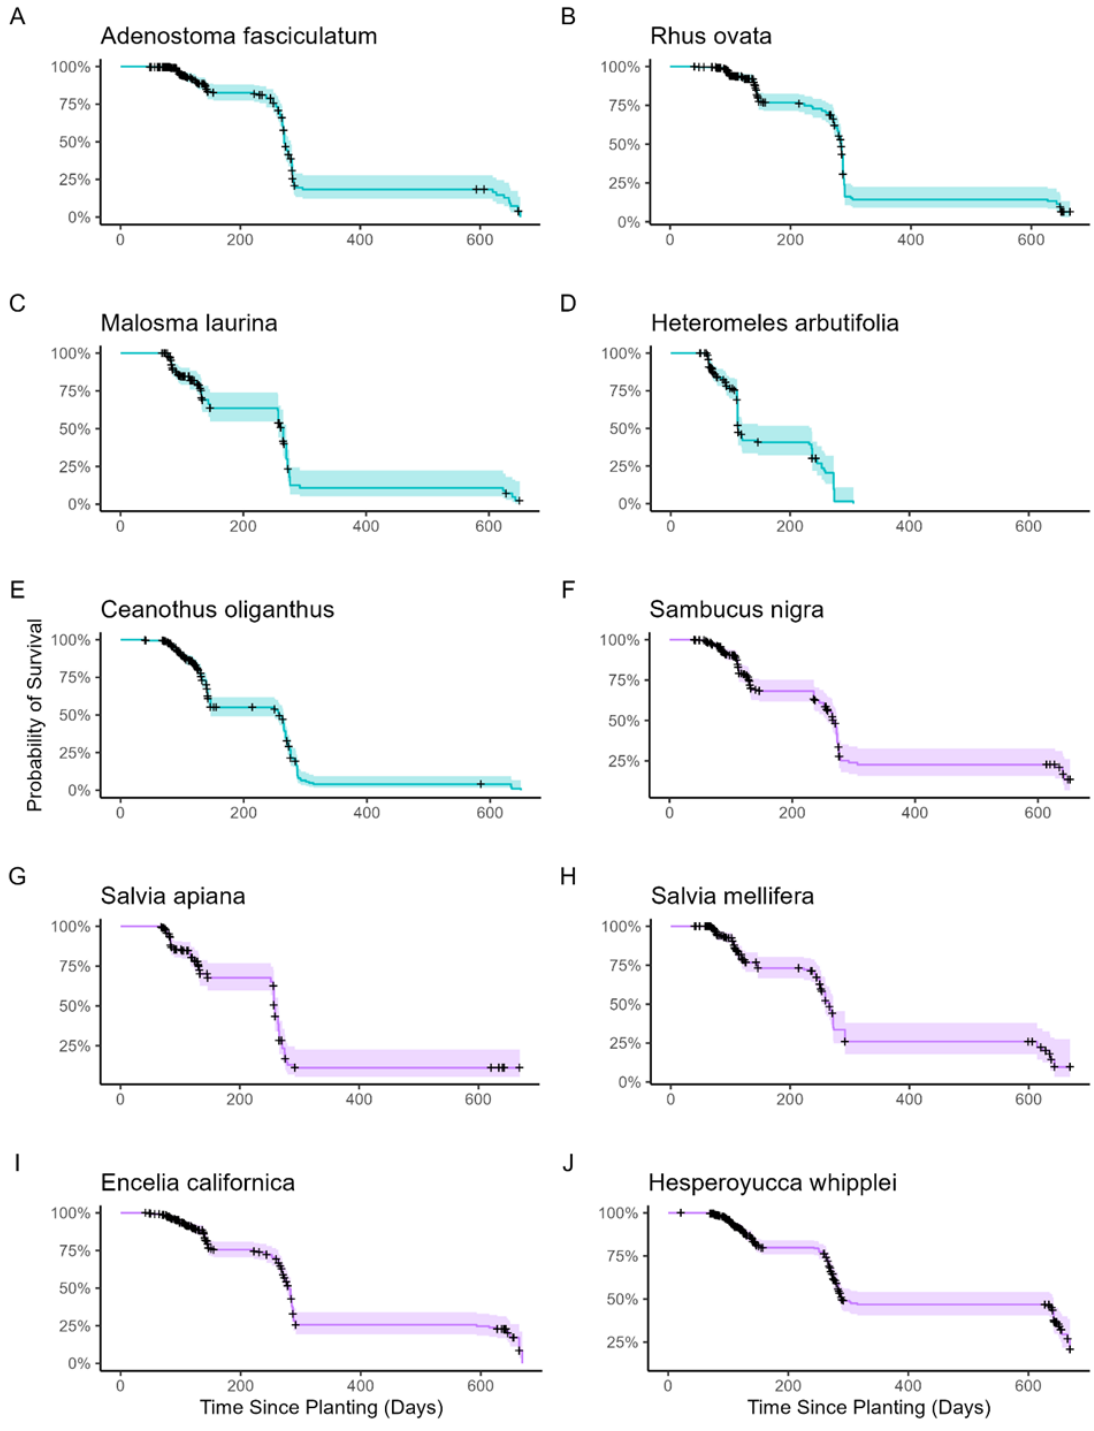 A
Adenostoma fasciculatum
100%
75%
50%
25%
0%
0 200 400 600
B
Rhus ovata
100%
75%
50%
25%
0%
0 200 400 600
C
Malosma laurina
100%
75%
50%
25%
0%
0 200 400 600
D
Heteromeles arbutifolia
100%
75%
50%
25%
0%
0 200 400 600
E
Ceanothus oliganthus
100%
75%
50%
25%
0%
0 200 400 600
F
Sambucus nigra
100%
75%
50%
25%
0 200 400 600
Probability of Survival
G
Salvia apiana
100%
75%
50%
25%
0 200 400 600
H
Salvia mellifera
100%
75%
50%
25%
0%
0 200 400 600
I
Encelia californica
100%
75%
50%
25%
0%
0 200 400 600
Time Since Planting (Days)
J
Hesperoyucca whipplei
100%
75%
50%
25%
0 200 400 600
Time Since Planting (Days)